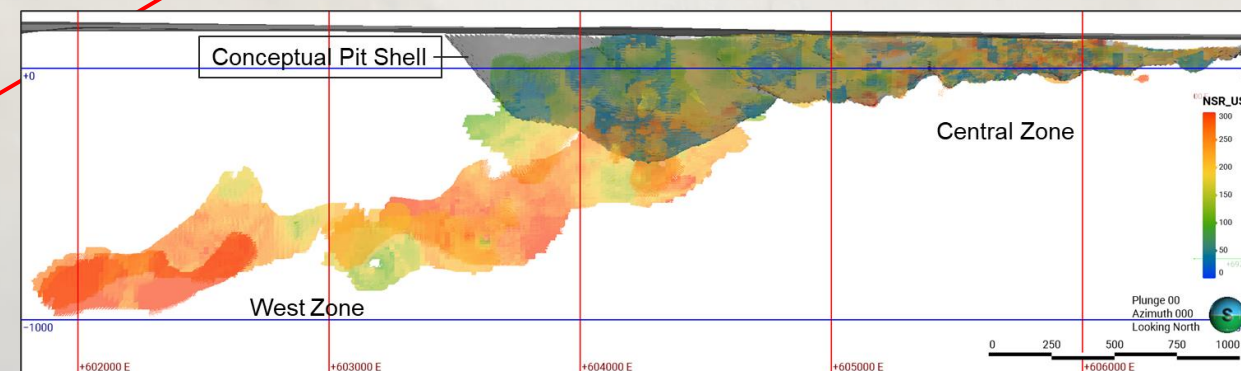 Conceptual Pit Shell
+0
Central Zone
NSR_US
300
250
200
150
100
50
0
West Zone
-1000
Plunge 00
Azimuth 000
Looking North
S
0 250 500 750 1000
+602000 E +603000 E +604000 E +605000 E +606000 E